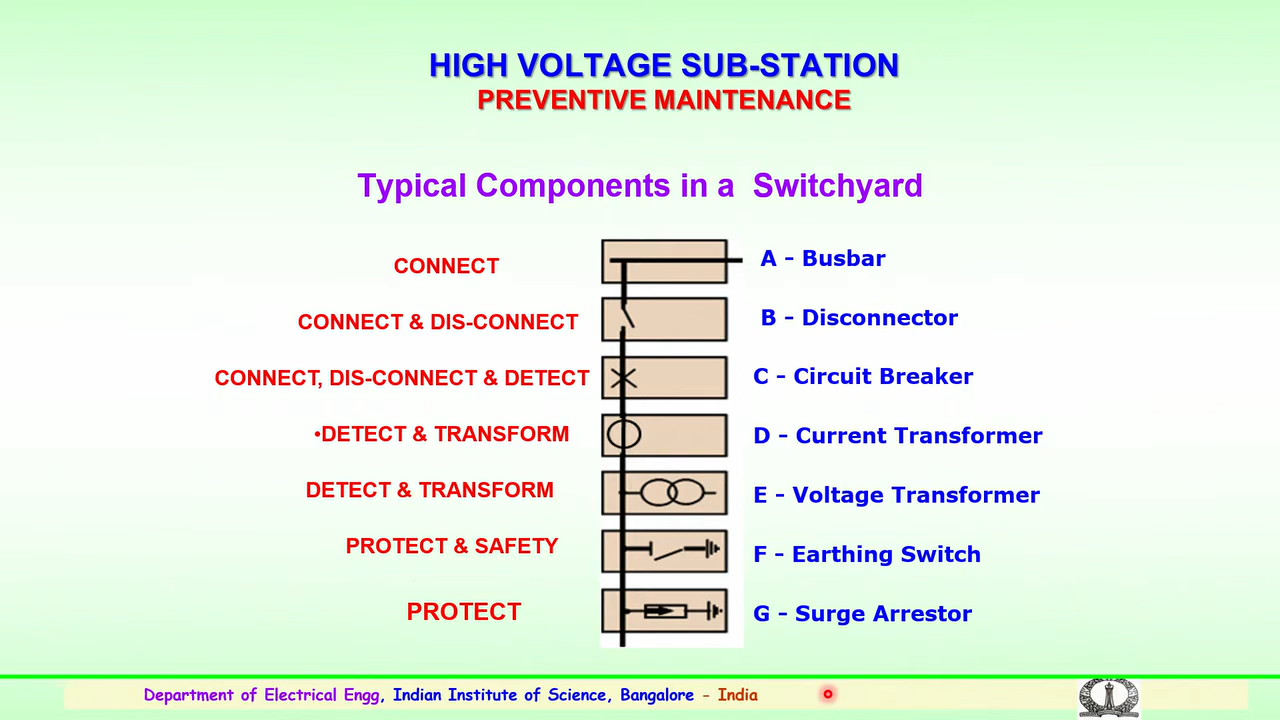 HIGH VOLTAGE SUB-STATION
PREVENTIVE MAINTENANCE
Typical Components in a Switchyard
CONNECT
A - Busbar
CONNECT & DIS-CONNECT
B - Disconnector
CONNECT, DIS-CONNECT & DETECT
C - Circuit Breaker
•DETECT & TRANSFORM
D - Current Transformer
DETECT & TRANSFORM
E - Voltage Transformer
PROTECT & SAFETY
F - Earthing Switch
PROTECT
G - Surge Arrestor
Department of Electrical Engg, Indian Institute of Science, Bangalore - India